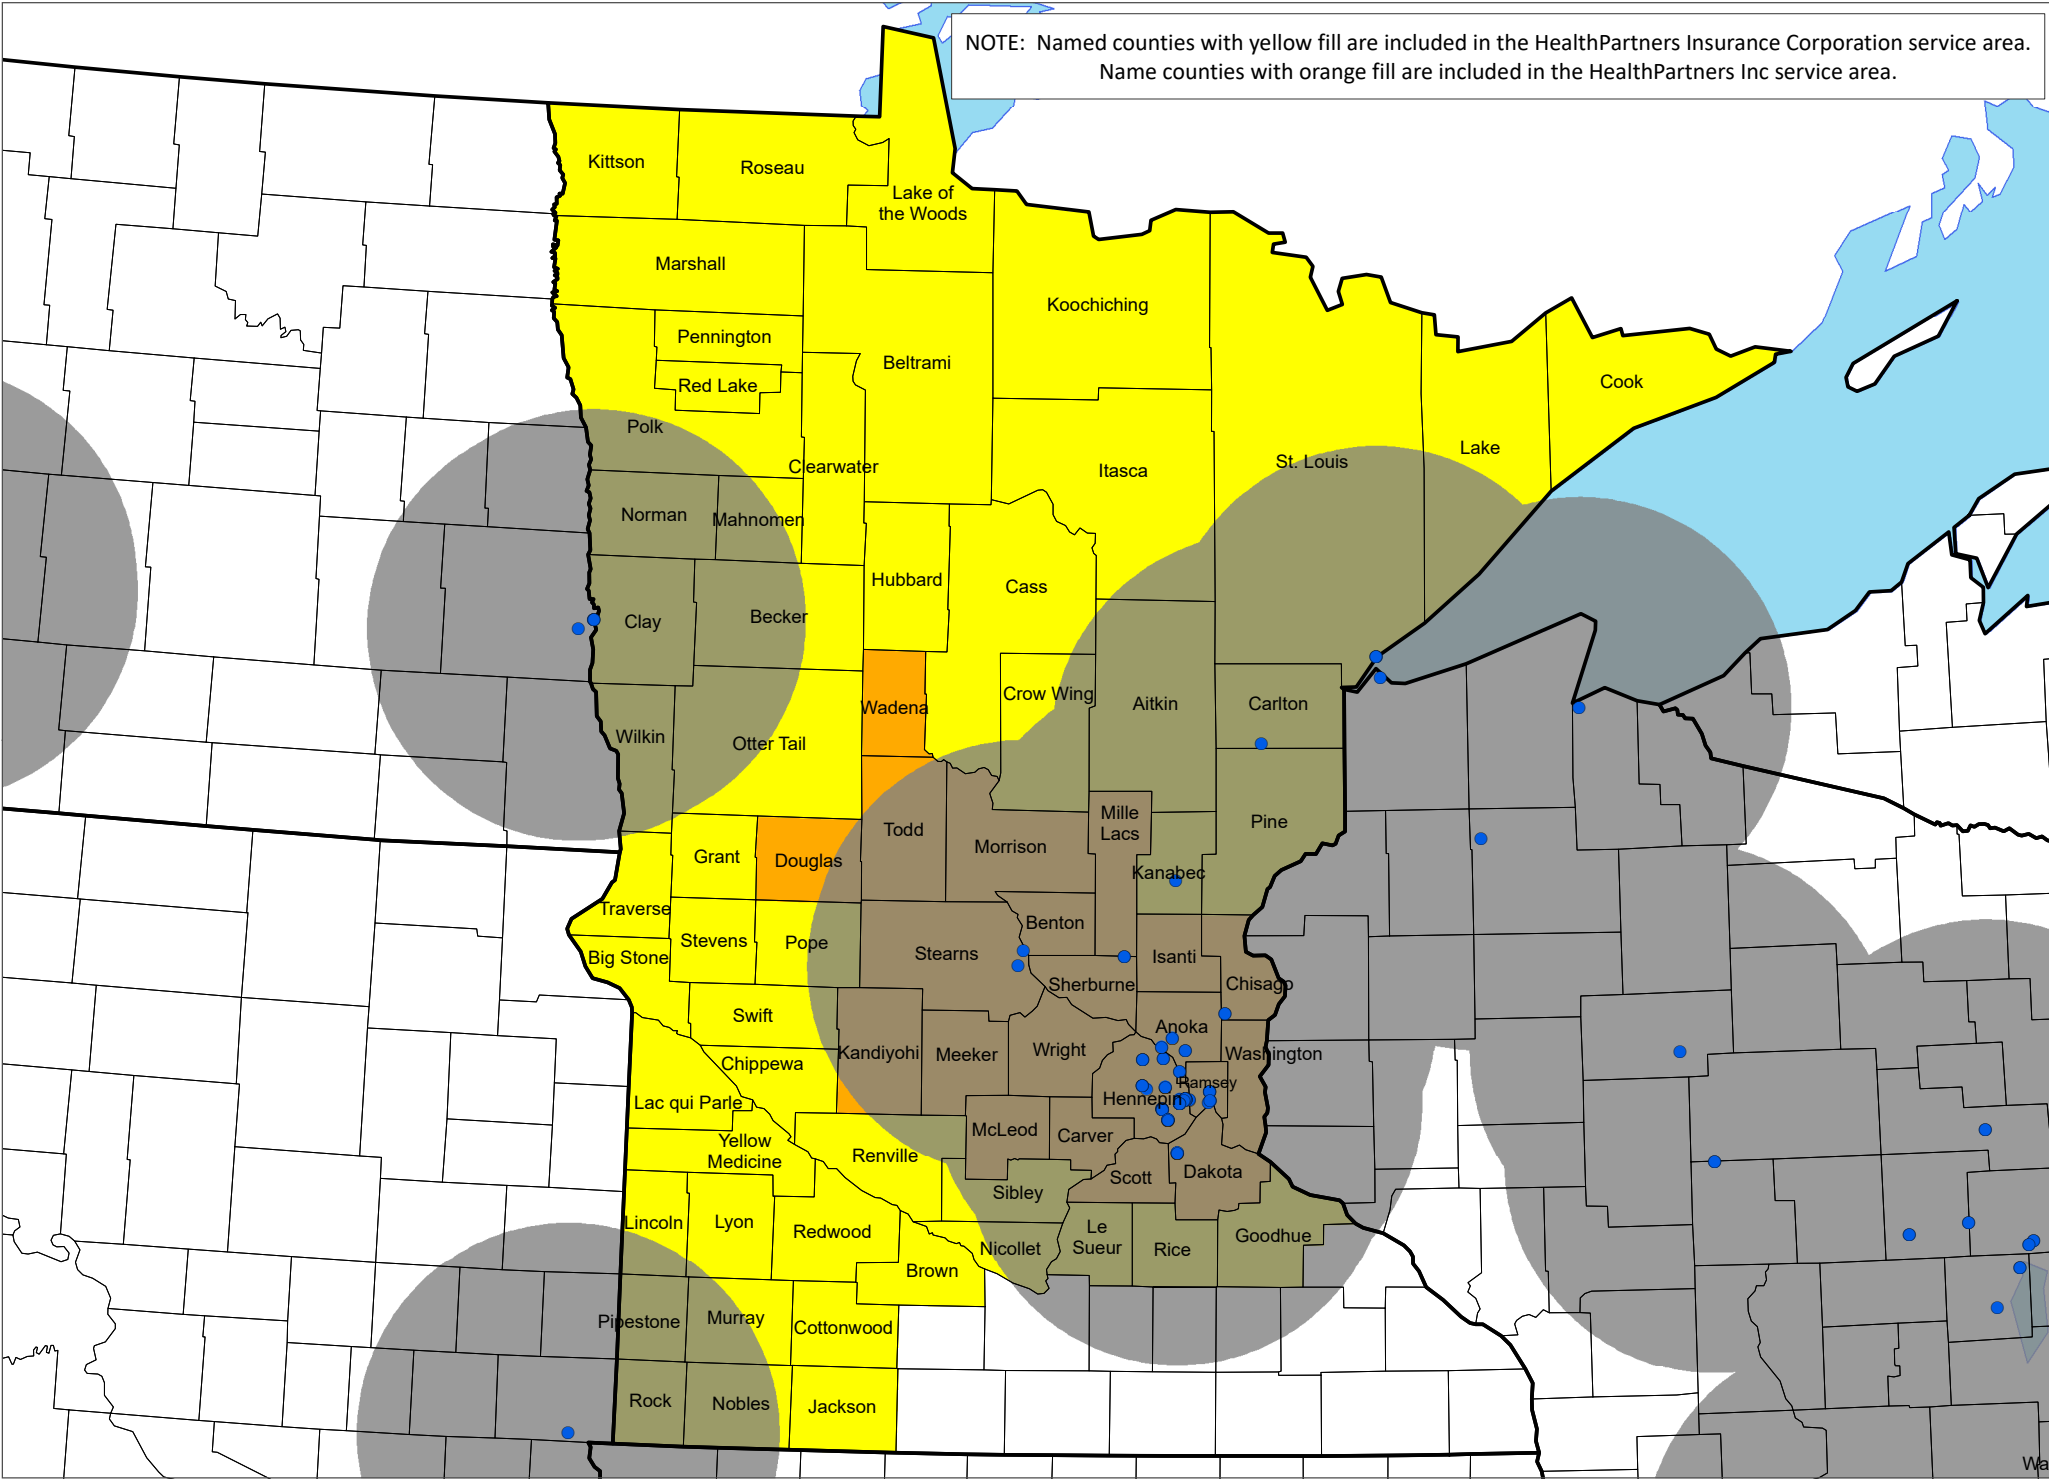 NOTE: Named counties with yellow fill are included in the HealthPartners Insurance Corporation service area.
Name counties with orange fill are included in the HealthPartners Inc service area.
Kittson
Roseau
Lake of
the Woods
Marshall
Koochiching
Pennington
Beltrami
Red Lake
Cook
Polk
Lake
Clearwater
St. Louis
Itasca
Norman
Mahnomen
Hubbard
Cass
Clay
Becker
Crow Wing
Wadena
Aitkin
Carlton
Wilkin
Otter Tail
Mille
Lacs
Pine
Todd
Morrison
Grant
Douglas
Kanabec
Traverse
Benton
Stevens
Pope
Stearns
Isanti
Big Stone
Sherburne
Chisago
Swift
Anoka
Kandiyohi
Meeker
Wright
Washington
Chippewa
Ramsey
Lac qui Parle
Hennepin
McLeod
Carver
Yellow
Medicine
Renville
Scott
Dakota
Sibley
Lincoln
Lyon
Redwood
Le
Sueur
Rice
Goodhue
Nicollet
Brown
Pipestone
Murray
Cottonwood
Rock
Nobles
Jackson
Wa